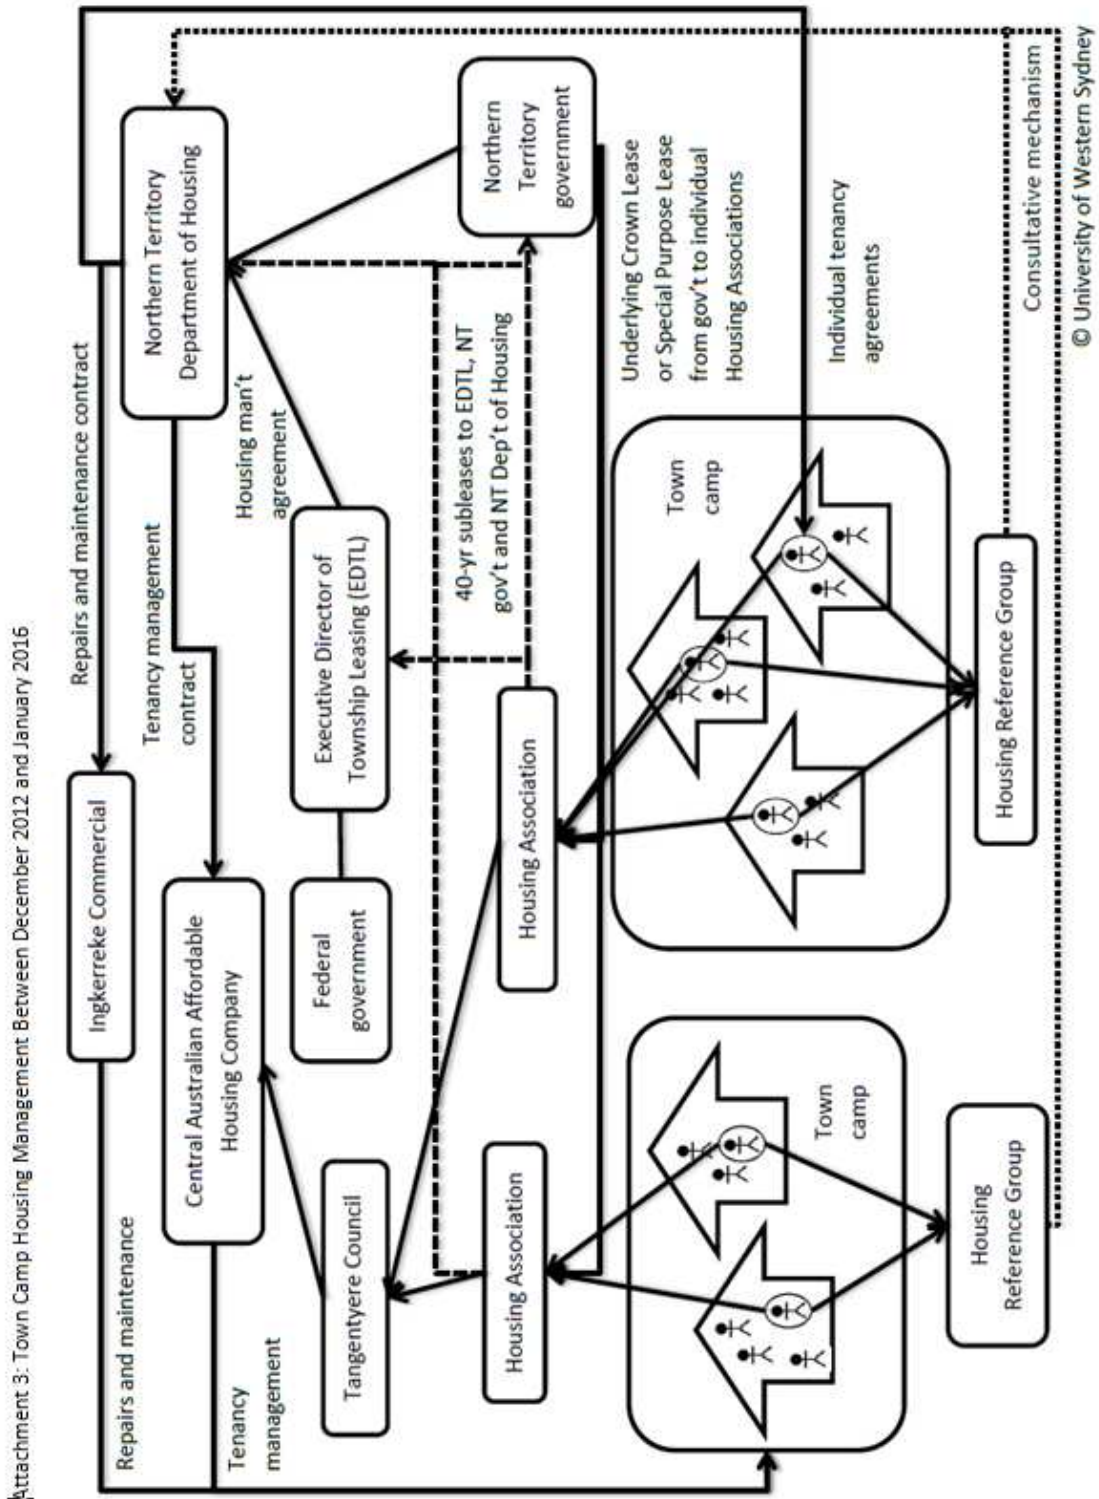 Attachment 3: Town Camp Housing Management Between December 2012 and January 2016
Repairs and maintenance
Ingkerreke Commercial
Repairs and maintenance contract
Tenancy
management
Central Australian Affordable
Housing Company
Tenancy management
contract
Northern Territory
Department of Housing
Tangentyere Council
Federal
government
Executive Director of
Township Leasing (EDTL)
Housing man't
agreement
Housing Association
Housing Association
40-yr subleases to EDTL, NT
gov't and NT Dep't of Housing
Northern
Territory
government
Underlying Crown Lease
or Special Purpose Lease
from gov't to individual
Housing Associations
Town
camp
Town
camp
Individual tenancy
agreements
Housing
Reference Group
Housing Reference Group
Consultative mechanism
© University of Western Sydney